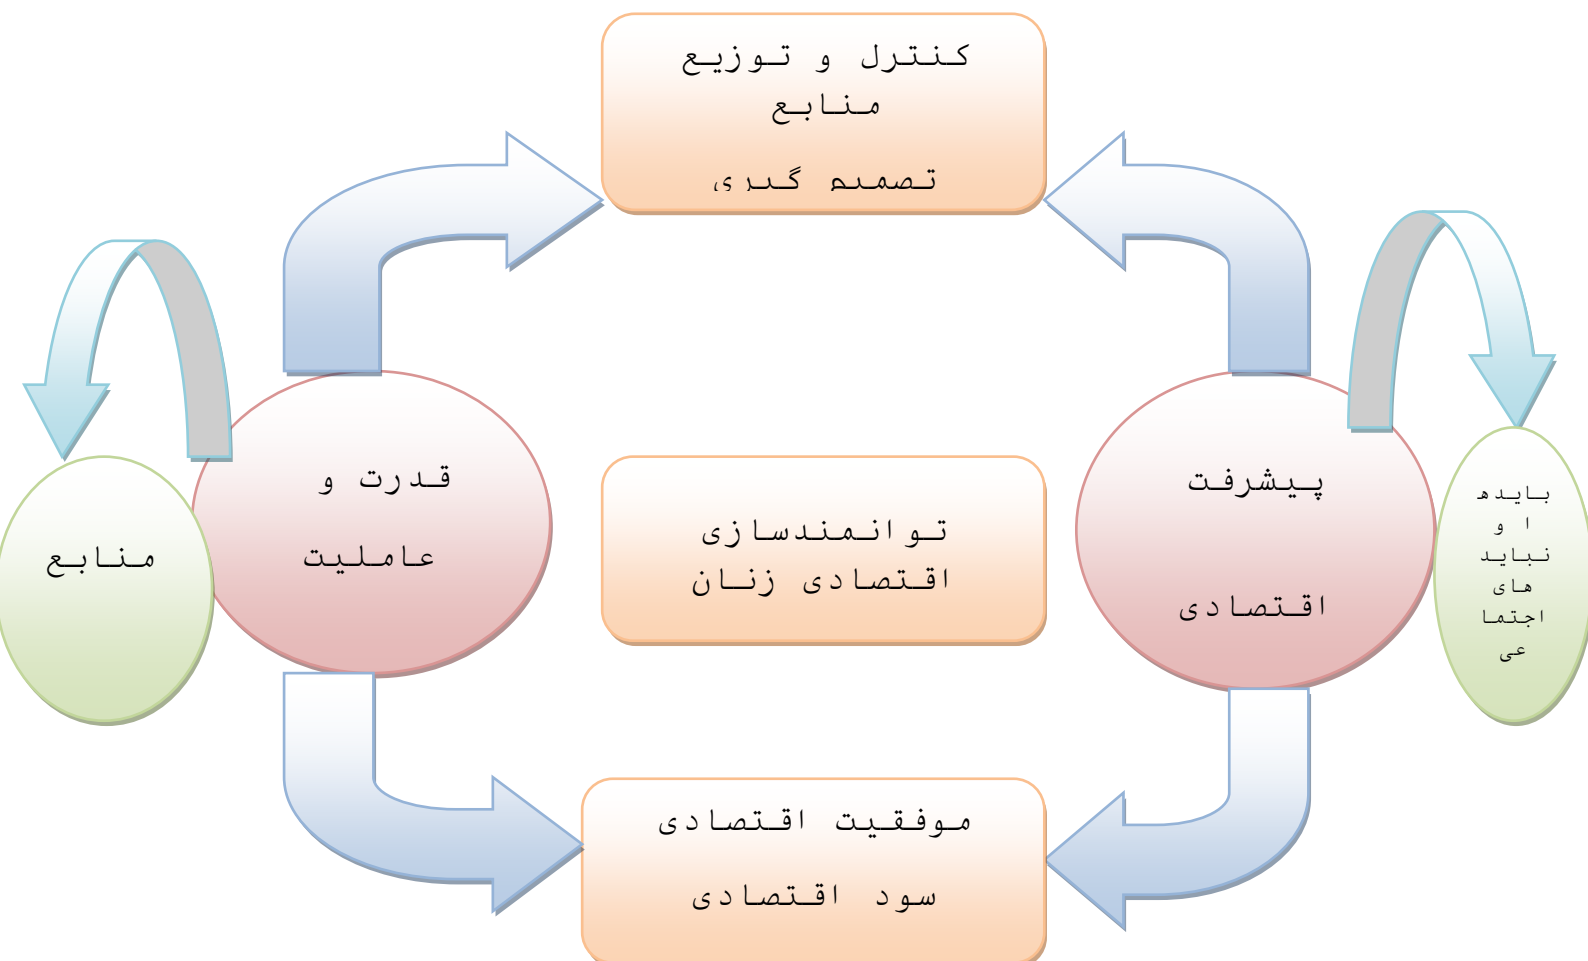 کنترل و توزیع
منابع
تصمیم گیری
پیشرفت
اقتصادی
بایده
ا و
نباید
های
اجتما
عی
توانمندسازی
اقتصادی زنان
قدرت و
عاملیت
منابع
موفقیت اقتصادی
سود اقتصادی